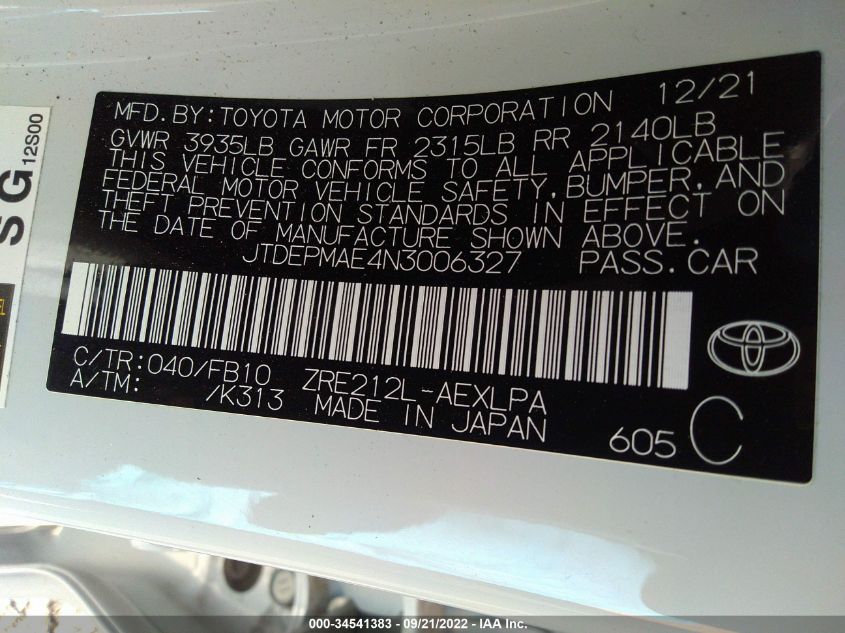 MFD.BY:TOYOTA MOTOR CORPORATION 12/21
GVWR 3935LB GAWR FR 2315LB RR 2140LB
THIS VEHICLE CONFORMS TO ALL APPLICABLE
FEDERAL MOTOR VEHICLE SAFETY,BUMPER,AND
THEFT PREVENTION STANDARDS IN EFFECT ON
THE DATE OF MANUFACTURE SHOWN ABOVE.
JTDEPMAE4N3006327 PASS.CAR
C/TR:040/FB10 ZRE212L-AEXLPA
A/TM: /K313 MADE IN JAPAN
605 C
SG
12S00
000-34541383 - 09/21/2022 - IAA Inc.